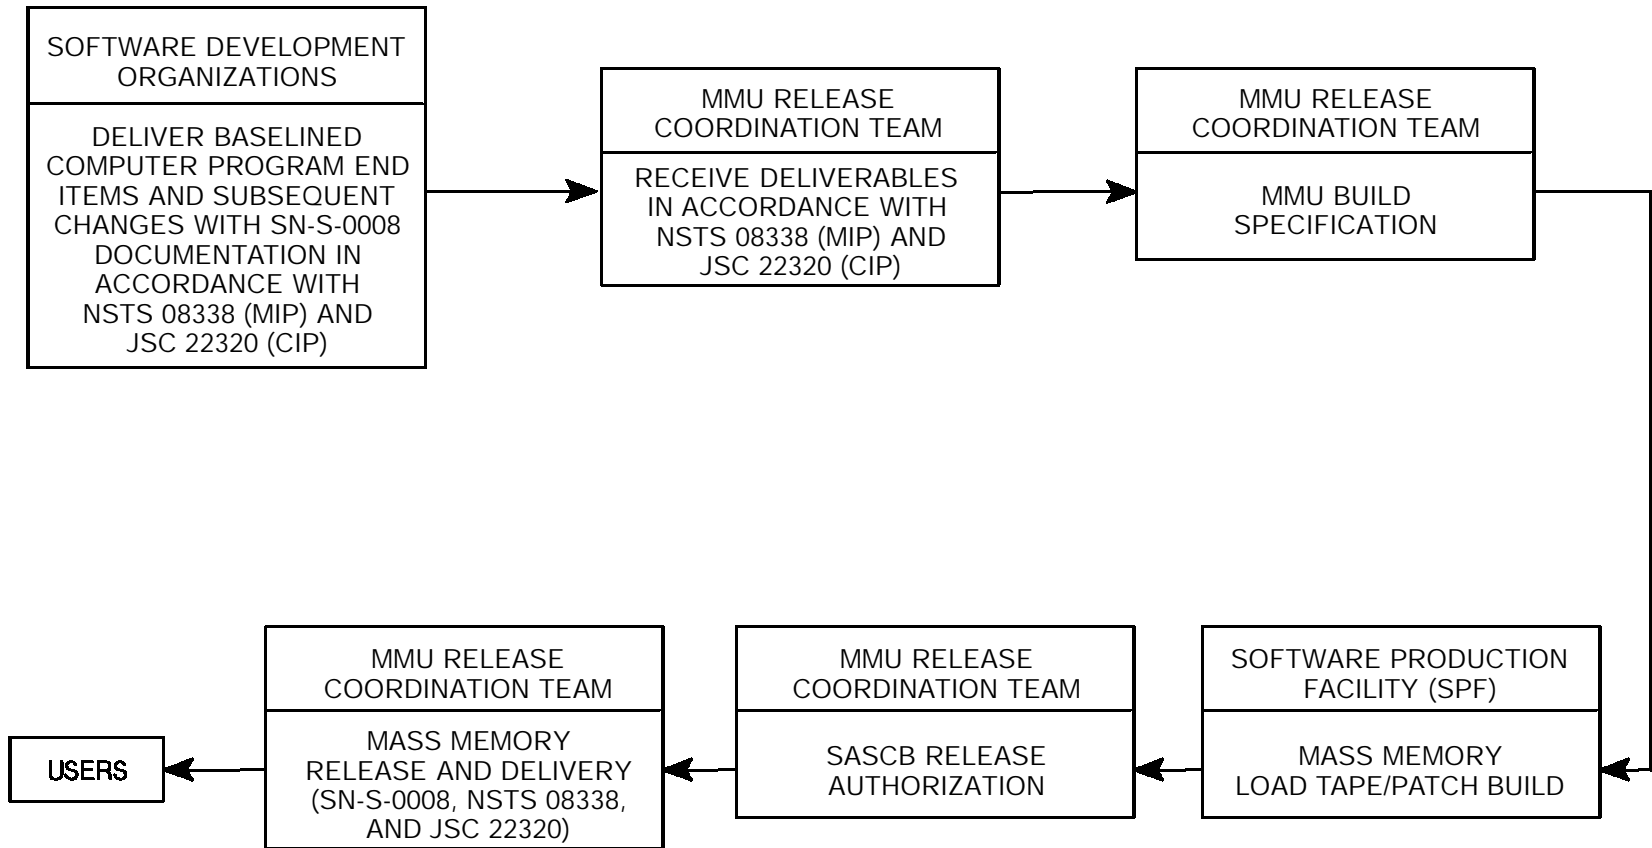 SOFTWARE DEVELOPMENT
ORGANIZATIONS
DELIVER BASELINED
COMPUTER PROGRAM END
ITEMS AND SUBSEQUENT
CHANGES WITH SN-S-0008
DOCUMENTATION IN
ACCORDANCE WITH
NSTS 08338 (MIP) AND
JSC 22320 (CIP)
MMU RELEASE
COORDINATION TEAM
RECEIVE DELIVERABLES
IN ACCORDANCE WITH
NSTS 08338 (MIP) AND
JSC 22320 (CIP)
MMU RELEASE
COORDINATION TEAM
MMU BUILD
SPECIFICATION
SOFTWARE PRODUCTION
FACILITY (SPF)
MASS MEMORY
LOAD TAPE/PATCH BUILD
MMU RELEASE
COORDINATION TEAM
SASCB RELEASE
AUTHORIZATION
MMU RELEASE
COORDINATION TEAM
MASS MEMORY
RELEASE AND DELIVERY
(SN-S-0008, NSTS 08338,
AND JSC 22320)
USERS